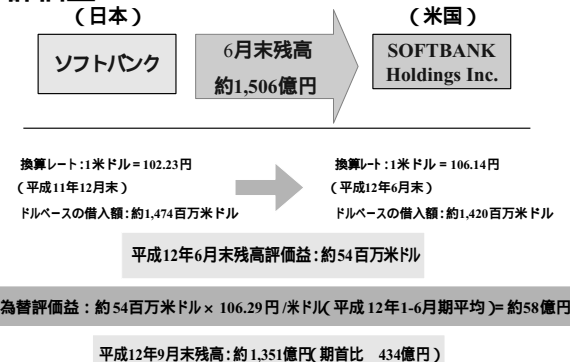 （日本）
（米国）
ソフトバンク
6月末残高
約1,506億円
SOFTBANK
Holdings Inc.
換算レート：1米ドル＝102.23円
（平成11年12月末）
ドルベースの借入額：約1,474百万米ドル
換算レート：1米ドル＝106.14円
（平成12年6月末）
ドルベースの借入額：約1,420百万米ドル
平成12年6月末残高評価益：約54百万米ドル
為替評価益：約54百万米ドル×106.29円/米ドル（平成12年1-6月期平均）＝約58億円
平成12年9月末残高：約1,351億円（期首比　434億円）